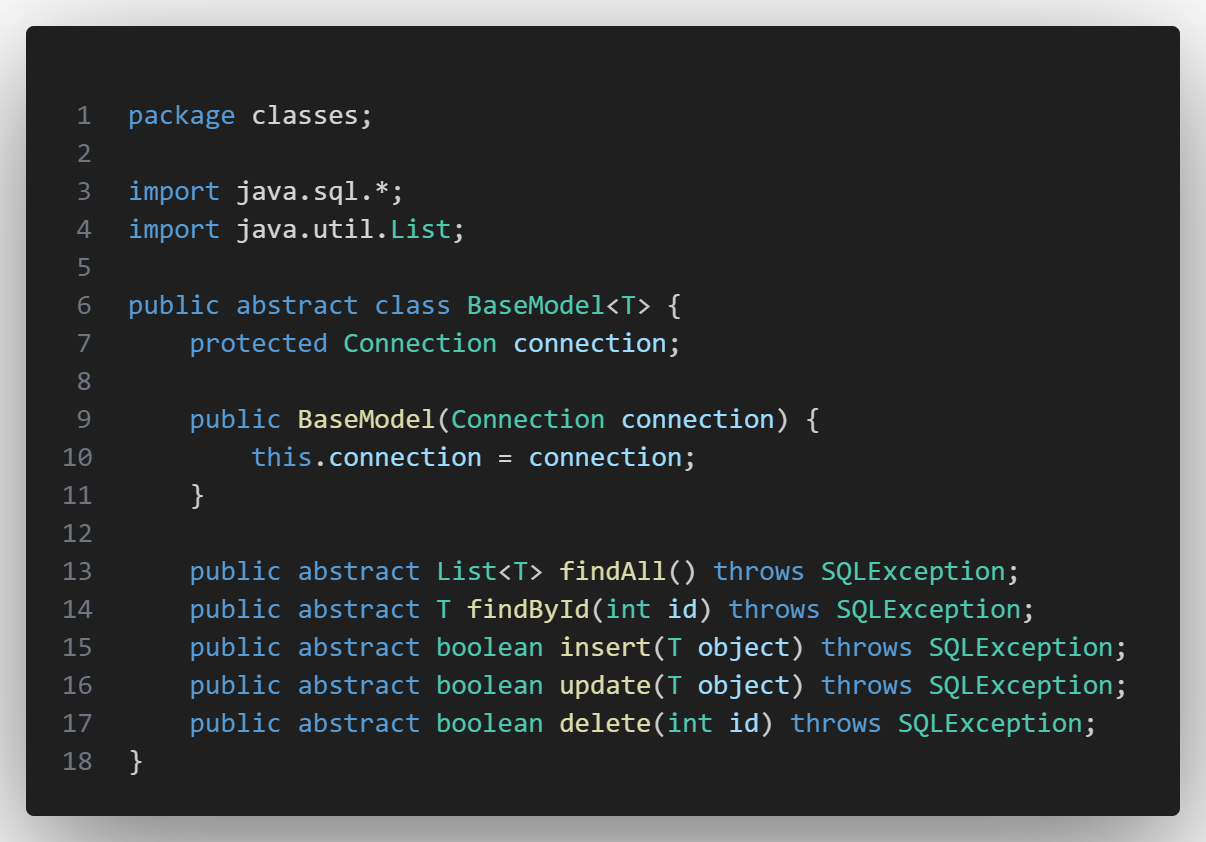 1 package classes;
2
3 import java.sql.*;
4 import java.util.List;
5
6 public abstract class BaseModel<T> {
7     protected Connection connection;
8
9     public BaseModel(Connection connection) {
10         this.connection = connection;
11     }
12
13     public abstract List<T> findAll() throws SQLException;
14     public abstract T findById(int id) throws SQLException;
15     public abstract boolean insert(T object) throws SQLException;
16     public abstract boolean update(T object) throws SQLException;
17     public abstract boolean delete(int id) throws SQLException;
18 }